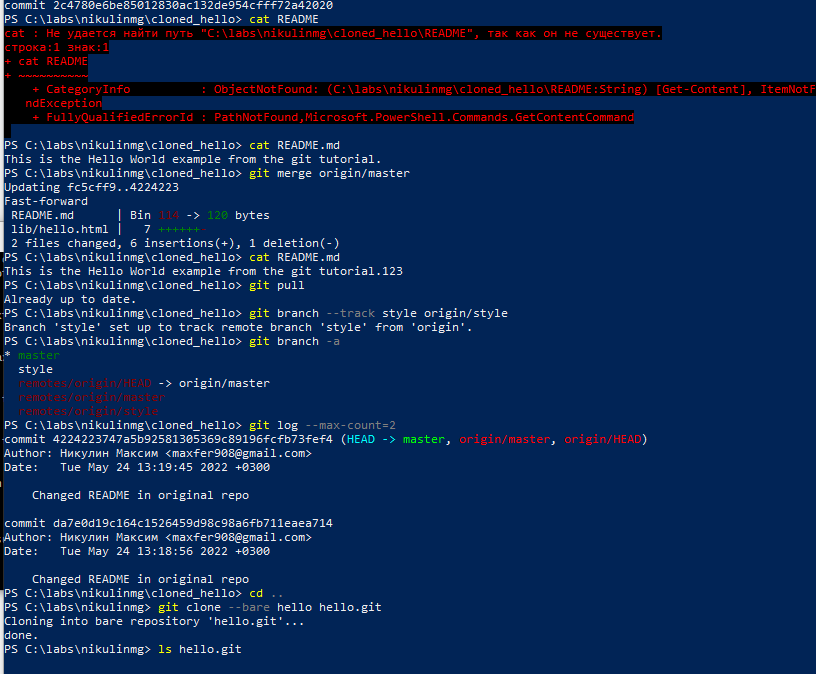 commit 2c4780e6be85012830ac132de954cfff72a42020
PS C:\labs\nikulinmg\cloned_hello> cat README
cat : Не удается найти путь "C:\labs\nikulinmg\cloned_hello\README", так как он не существует.
строка:1 знак:1
+ cat README
+ ~~~~~~~~~~
    + CategoryInfo          : ObjectNotFound: (C:\labs\nikulinmg\cloned_hello\README:String) [Get-Content], ItemNotF
   ndException
    + FullyQualifiedErrorId : PathNotFound,Microsoft.PowerShell.Commands.GetContentCommand
PS C:\labs\nikulinmg\cloned_hello> cat README.md
This is the Hello World example from the git tutorial.
PS C:\labs\nikulinmg\cloned_hello> git merge origin/master
Updating fc5cff9..4224223
Fast-forward
 README.md      | Bin 114 -> 120 bytes
 lib/hello.html |   7 ++++++-
 2 files changed, 6 insertions(+), 1 deletion(-)
PS C:\labs\nikulinmg\cloned_hello> cat README.md
This is the Hello World example from the git tutorial.123
PS C:\labs\nikulinmg\cloned_hello> git pull
Already up to date.
PS C:\labs\nikulinmg\cloned_hello> git branch --track style origin/style
Branch 'style' set up to track remote branch 'style' from 'origin'.
PS C:\labs\nikulinmg\cloned_hello> git branch -a
* master
  style
  remotes/origin/HEAD -> origin/master
  remotes/origin/master
  remotes/origin/style
PS C:\labs\nikulinmg\cloned_hello> git log --max-count=2
commit 4224223747a5b92581305369c89196fcfb73fef4 (HEAD -> master, origin/master, origin/HEAD)
Author: Никулин Максим <maxfer908@gmail.com>
Date:   Tue May 24 13:19:45 2022 +0300
    Changed README in original repo
commit da7e0d19c164c1526459d98c98a6fb711eaea714
Author: Никулин Максим <maxfer908@gmail.com>
Date:   Tue May 24 13:18:56 2022 +0300
    Changed README in original repo
PS C:\labs\nikulinmg\cloned_hello> cd ..
PS C:\labs\nikulinmg> git clone --bare hello hello.git
Cloning into bare repository 'hello.git'...
done.
PS C:\labs\nikulinmg> ls hello.git